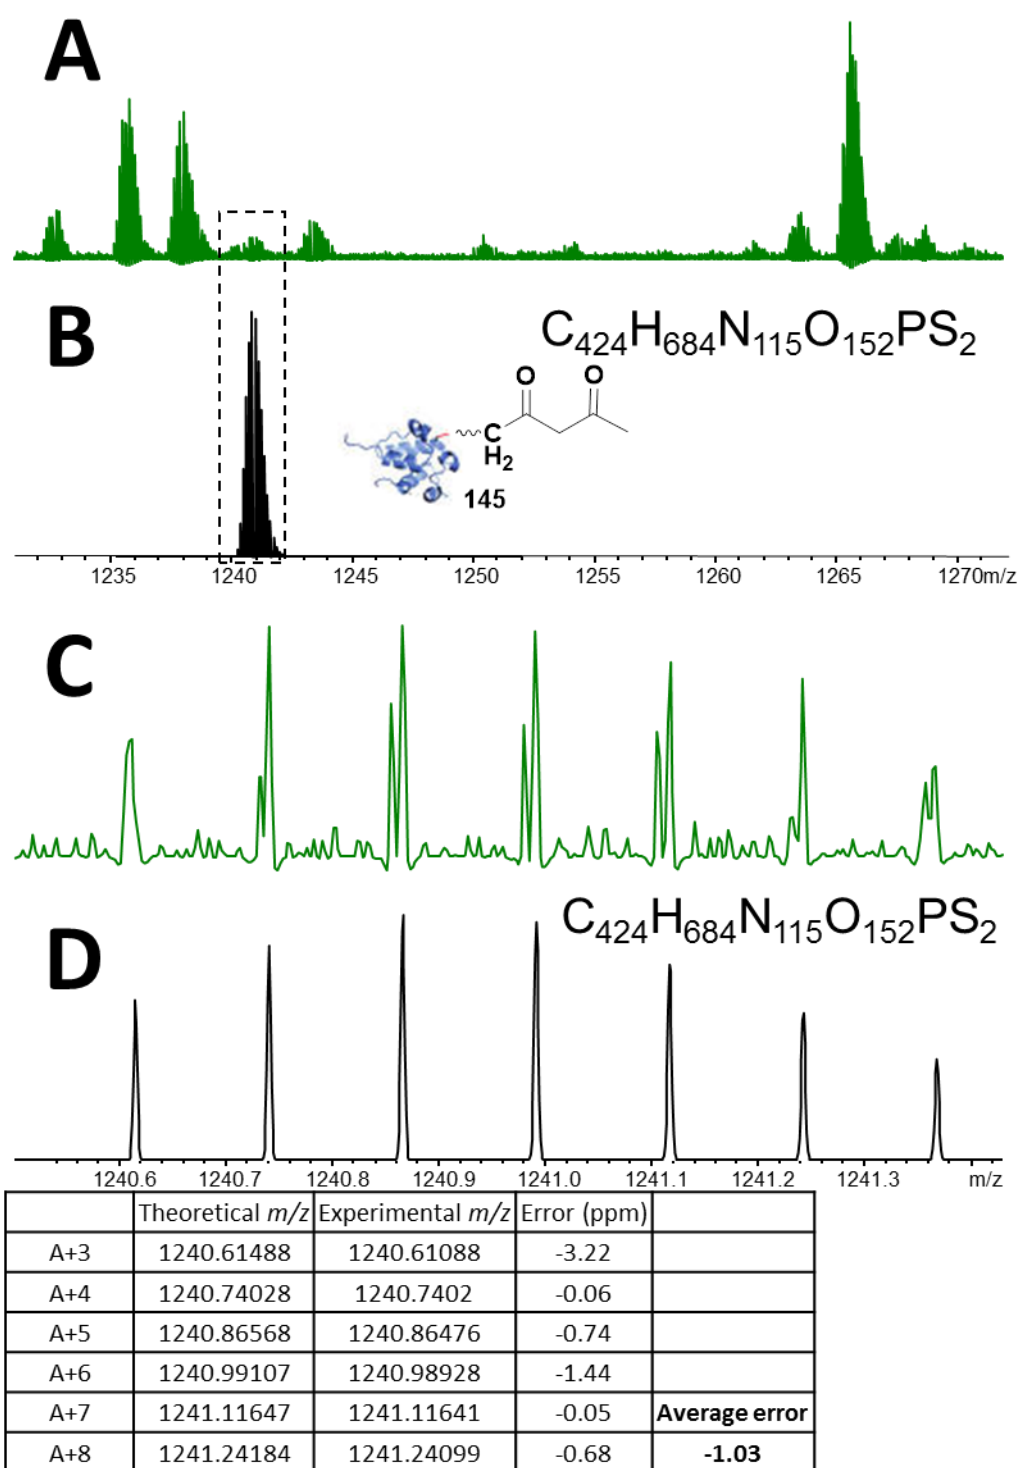 A
B
C₄₂₄H₆₈₄N₁₁₅O₁₅₂PS₂
O O
C
H₂
145
1235 1240 1245 1250 1255 1260 1265 1270m/z
C
D
C₄₂₄H₆₈₄N₁₁₅O₁₅₂PS₂
1240.6 1240.7 1240.8 1240.9 1241.0 1241.1 1241.2 1241.3 m/z
Theoretical m/z Experimental m/z Error (ppm)
A+3 1240.61488 1240.61088 -3.22
A+4 1240.74028 1240.7402 -0.06
A+5 1240.86568 1240.86476 -0.74
A+6 1240.99107 1240.98928 -1.44
A+7 1241.11647 1241.11641 -0.05 Average error
A+8 1241.24184 1241.24099 -0.68 -1.03